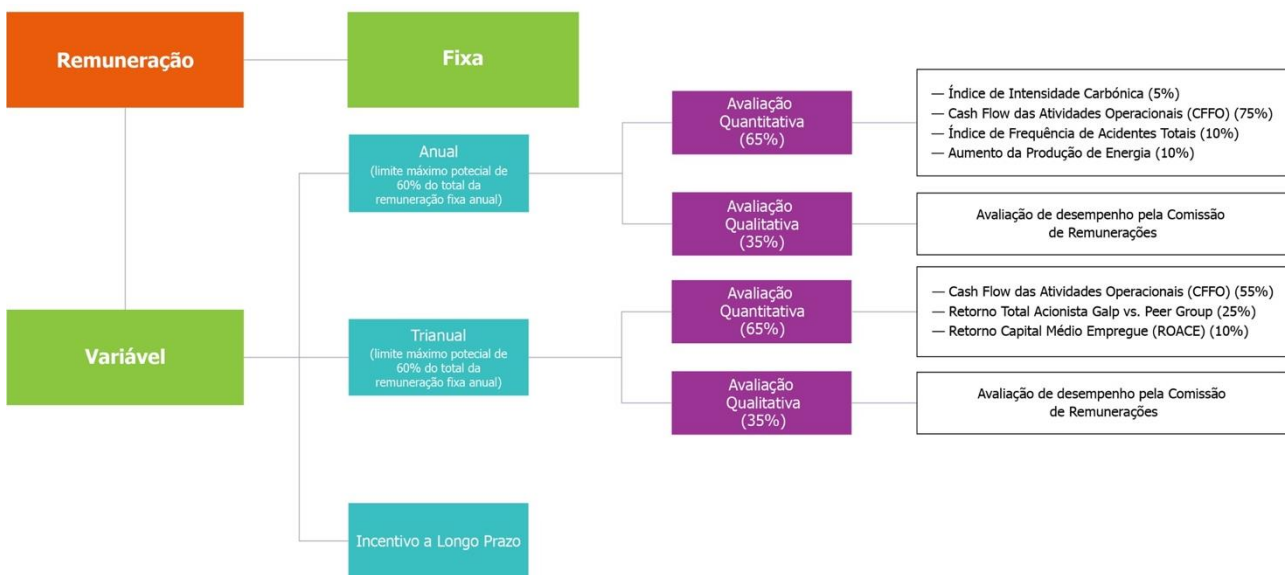 Remuneração
Fixa
Avaliação
Quantitativa
(65%)
— Índice de Intensidade Carbónica (5%)
— Cash Flow das Atividades Operacionais (CFFO) (75%)
— Índice de Frequência de Acidentes Totais (10%)
— Aumento da Produção de Energia (10%)
Anual
(limite máximo potecial de
60% do total da
remuneração fixa anual)
Avaliação
Qualitativa
(35%)
Avaliação de desempenho pela Comissão
de Remunerações
Variável
Trianual
(limite máximo potecial de
60% do total da
remuneração fixa anual)
Avaliação
Quantitativa
(65%)
— Cash Flow das Atividades Operacionais (CFFO) (55%)
— Retorno Total Acionista Galp vs. Peer Group (25%)
— Retorno Capital Médio Empregue (ROACE) (10%)
Avaliação
Qualitativa
(35%)
Avaliação de desempenho pela Comissão
de Remunerações
Incentivo a Longo Prazo